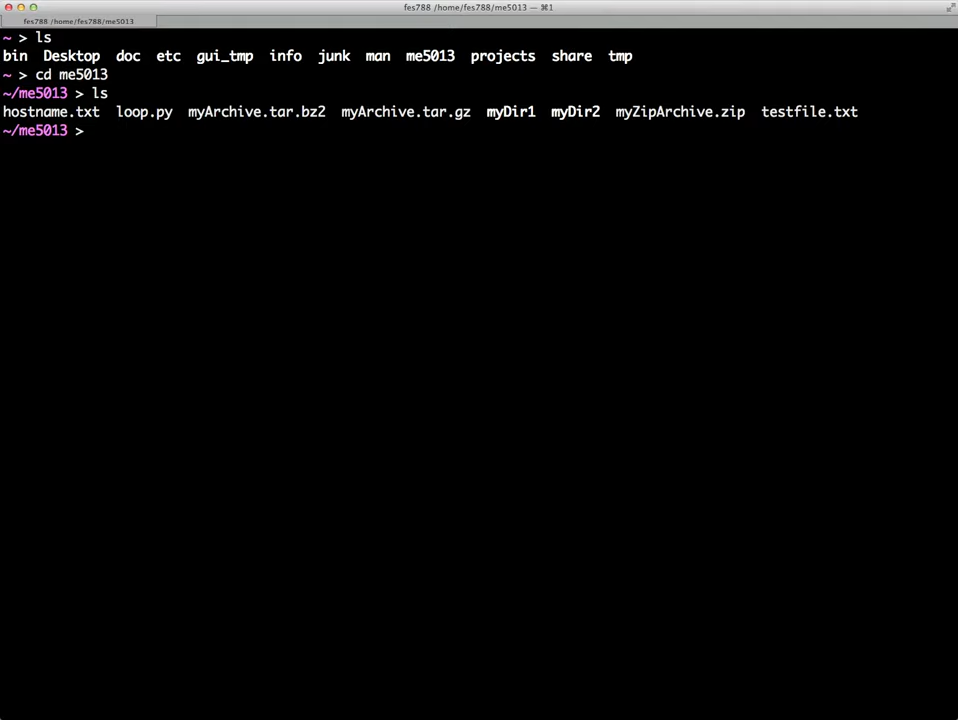 fes788 /home/fes788/me5013 — ⌘1
fes788 /home/fes788/me5013
~ > ls
bin  Desktop  doc  etc  gui_tmp  info  junk  man  me5013  projects  share  tmp
~ > cd me5013
~/me5013 > ls
hostname.txt  loop.py  myArchive.tar.bz2  myArchive.tar.gz  myDir1  myDir2  myZipArchive.zip  testfile.txt
~/me5013 >